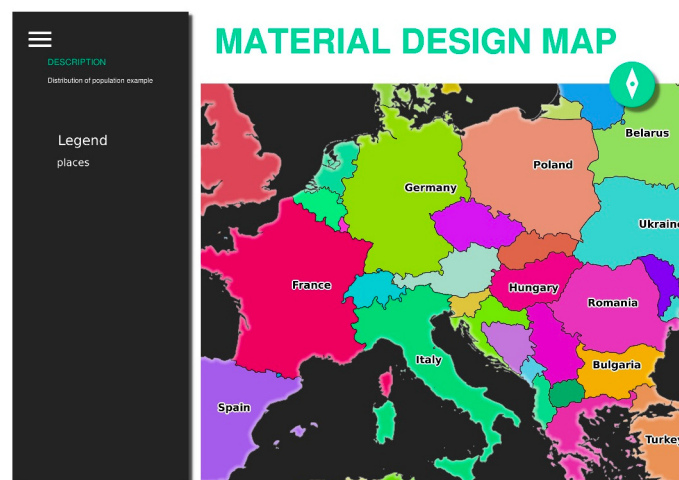 MATERIAL DESIGN MAP
DESCRIPTION
Distribution of population example
Legend
places
Belarus
Poland
Germany
Ukrain
France
Hungary
Romania
Italy
Bulgaria
Spain
Turkey